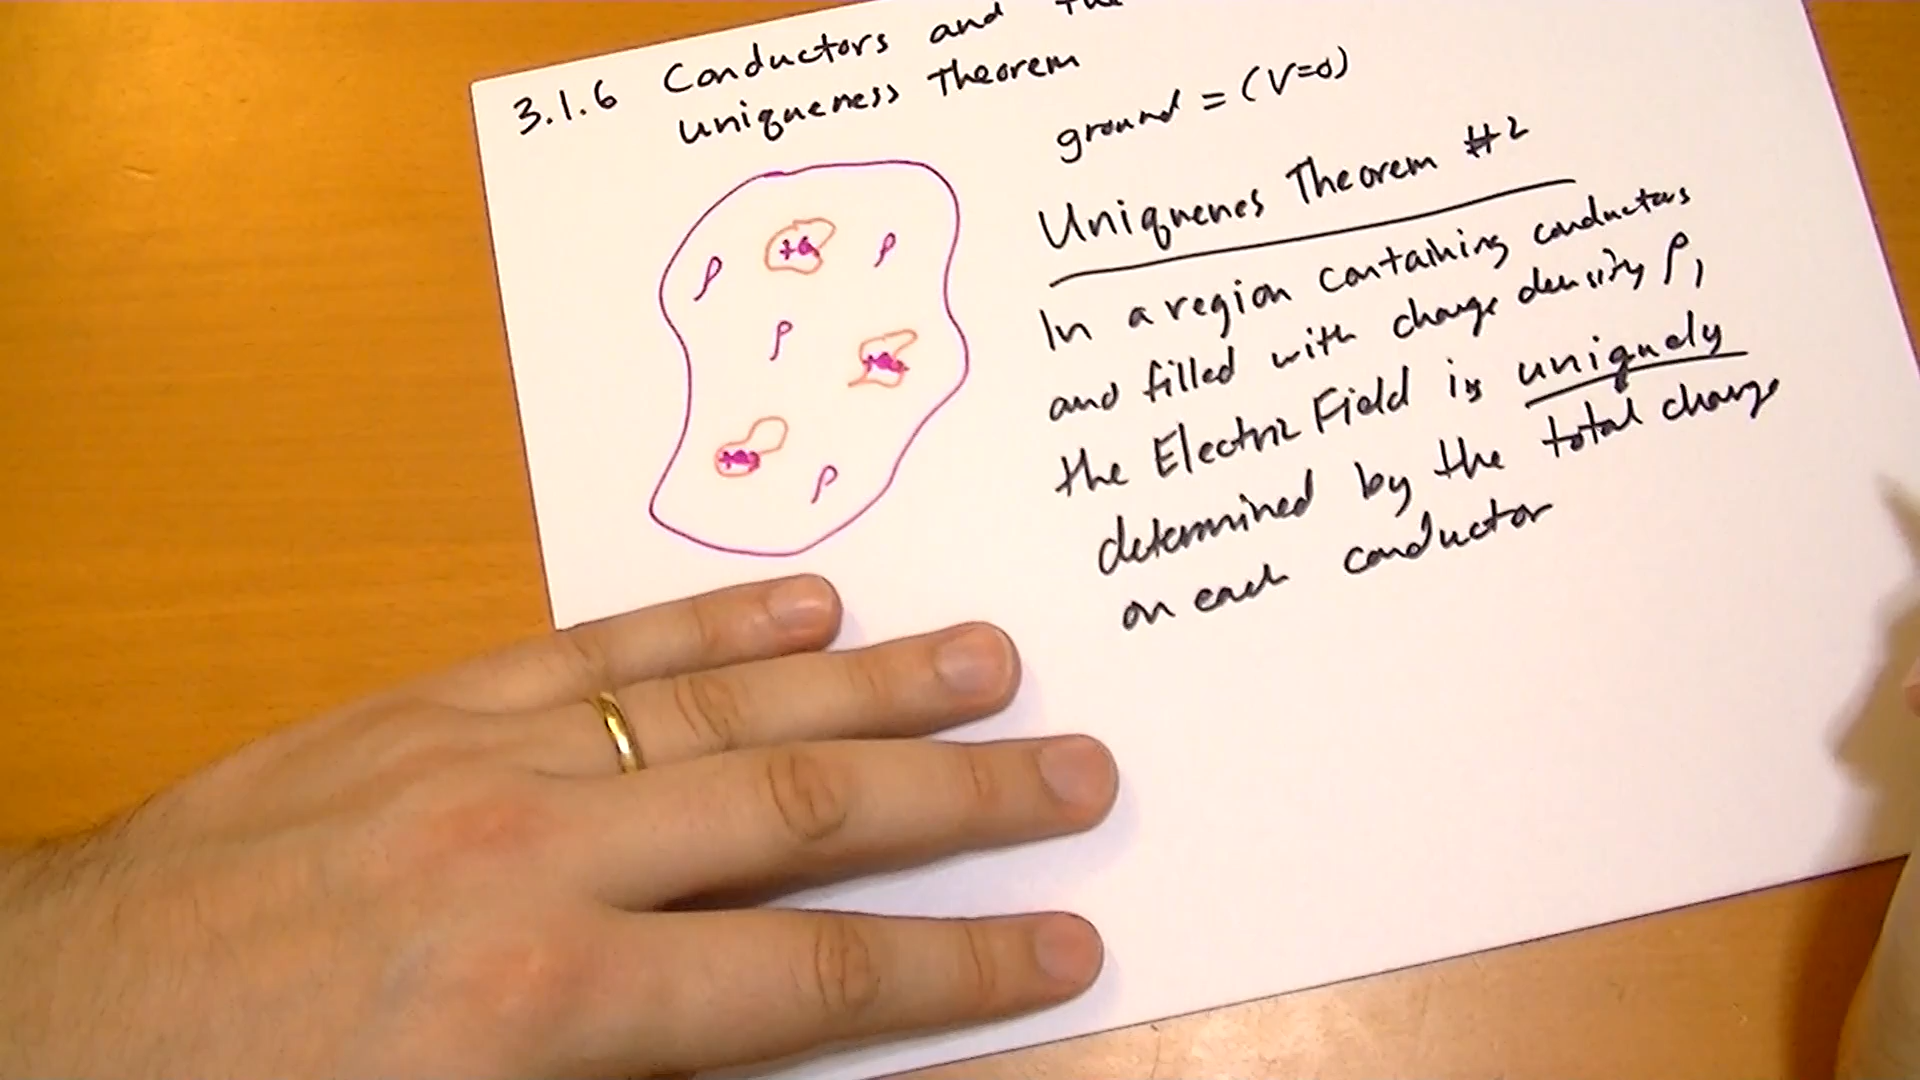 3.1.6 Conductors and the
uniqueness Theorem
ground = (V=0)
Uniquenes Theorem #2
In a region containing conductors
and filled with charge density ρ,
the Electric Field is uniquely
determined by the total charge
on each conductor
ρ
+Q
ρ
ρ
ρ